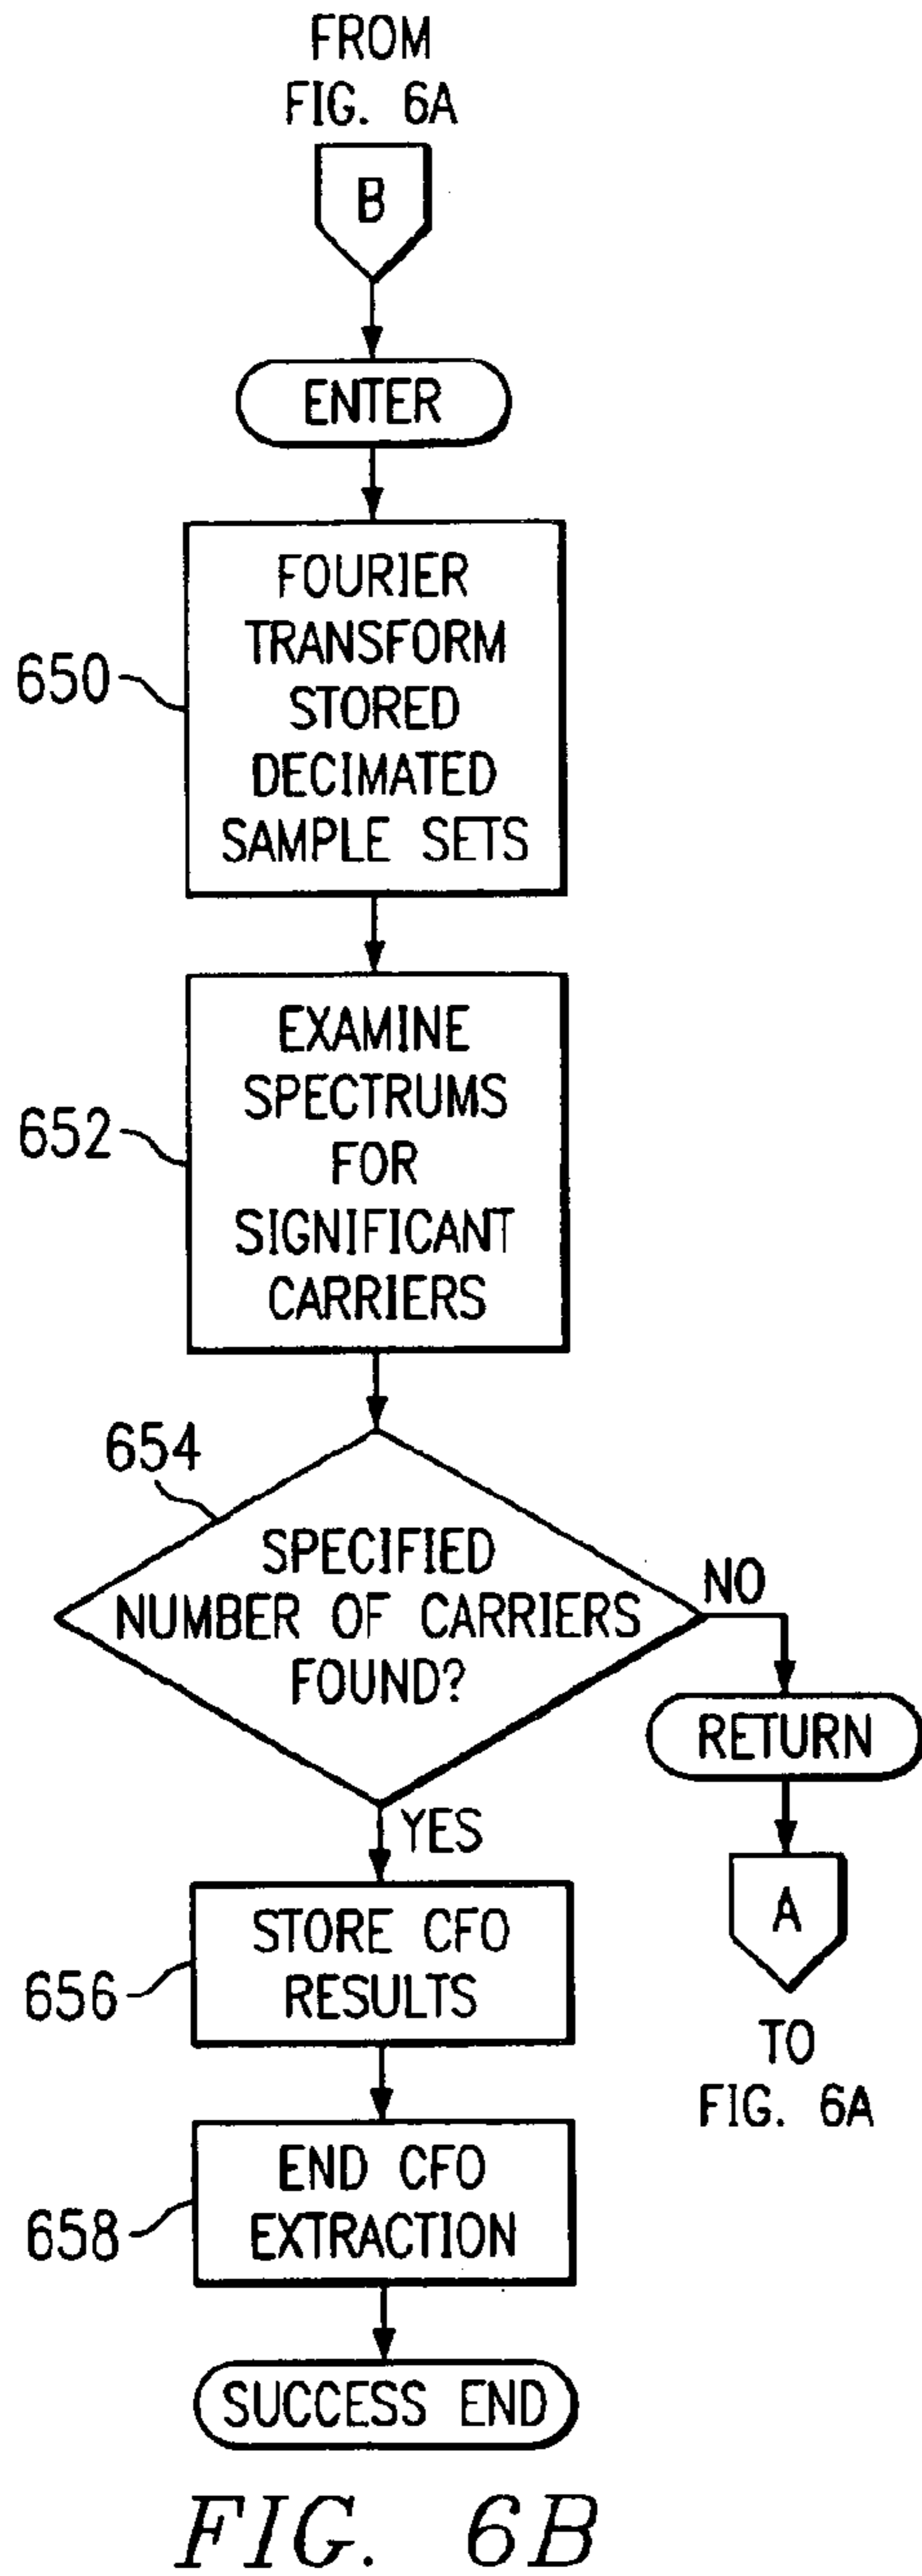 FROM
FIG. 6A
B
ENTER
650
FOURIER
TRANSFORM
STORED
DECIMATED
SAMPLE SETS
652
EXAMINE
SPECTRUMS
FOR
SIGNIFICANT
CARRIERS
654
SPECIFIED
NUMBER OF CARRIERS
FOUND?
NO
RETURN
A
TO
FIG. 6A
YES
656
STORE CFO
RESULTS
658
END CFO
EXTRACTION
SUCCESS END
FIG. 6B